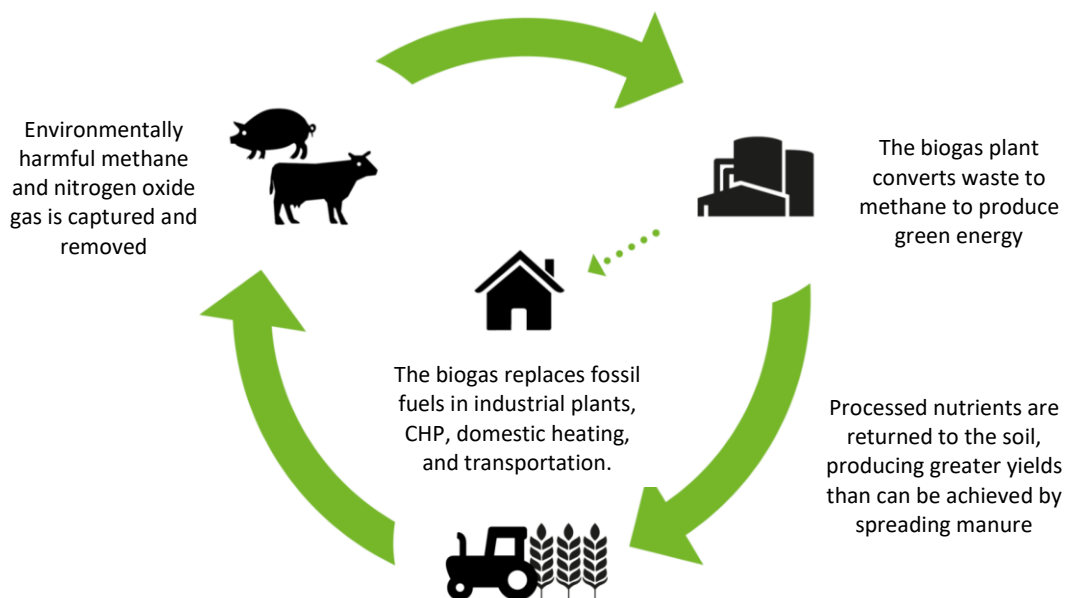 Environmentally
harmful methane
and nitrogen oxide
gas is captured and
removed
The biogas plant
converts waste to
methane to produce
green energy
The biogas replaces fossil
fuels in industrial plants,
CHP, domestic heating,
and transportation.
Processed nutrients are
returned to the soil,
producing greater yields
than can be achieved by
spreading manure